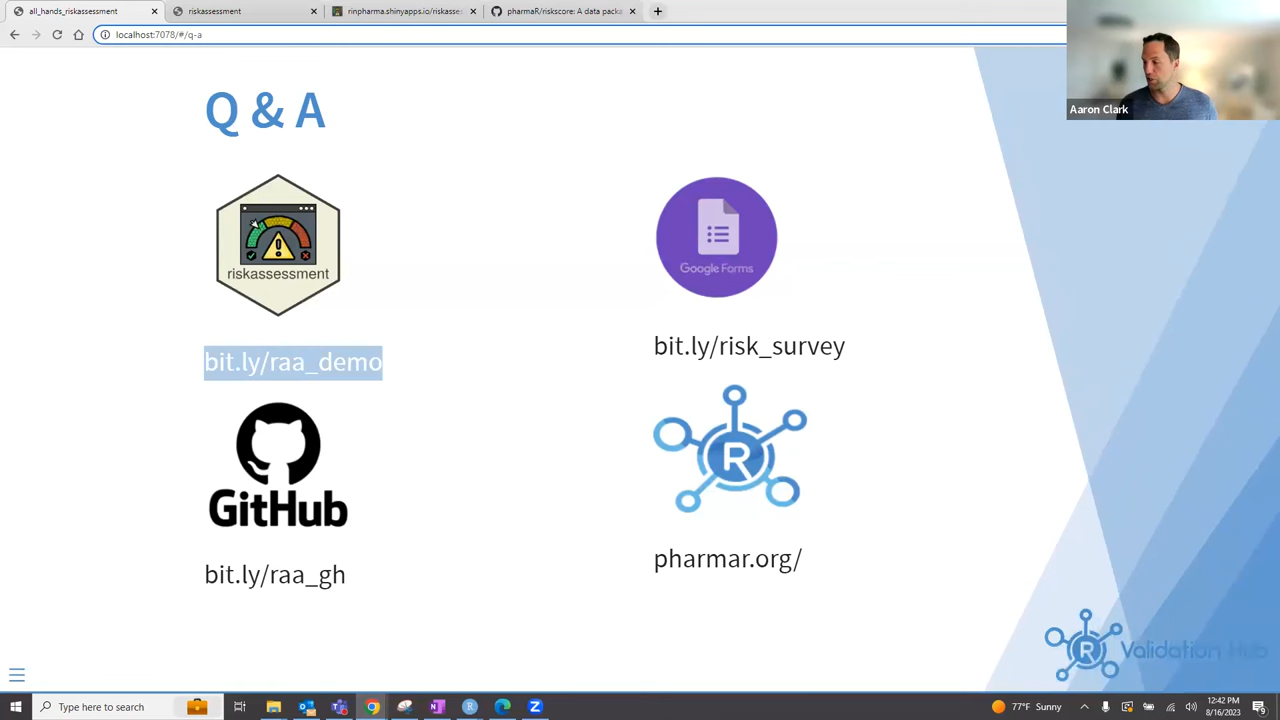 all_hands_riskassessment
riskassessment
rinpharma.shinyapps.io/riskasses
pharmaR/riskscore: A data packa
localhost:7078/#/q-a
Aaron Clark
Q & A
riskassessment
bit.ly/raa_demo
Google Forms
bit.ly/risk_survey
GitHub
bit.ly/raa_gh
R
pharmar.org/
R Validation Hub
Type here to search
77°F Sunny
12:42 PM
8/16/2023